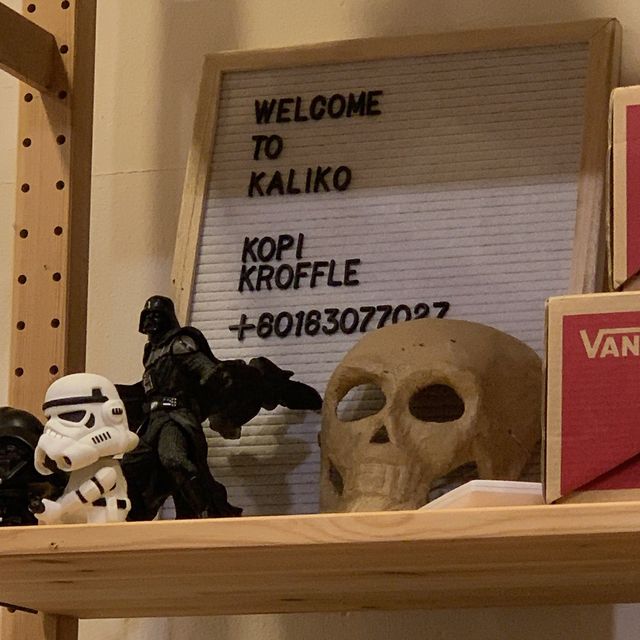 WELCOME
TO
KALIKO
KOPI
KROFFLE
+60163077027
VAN